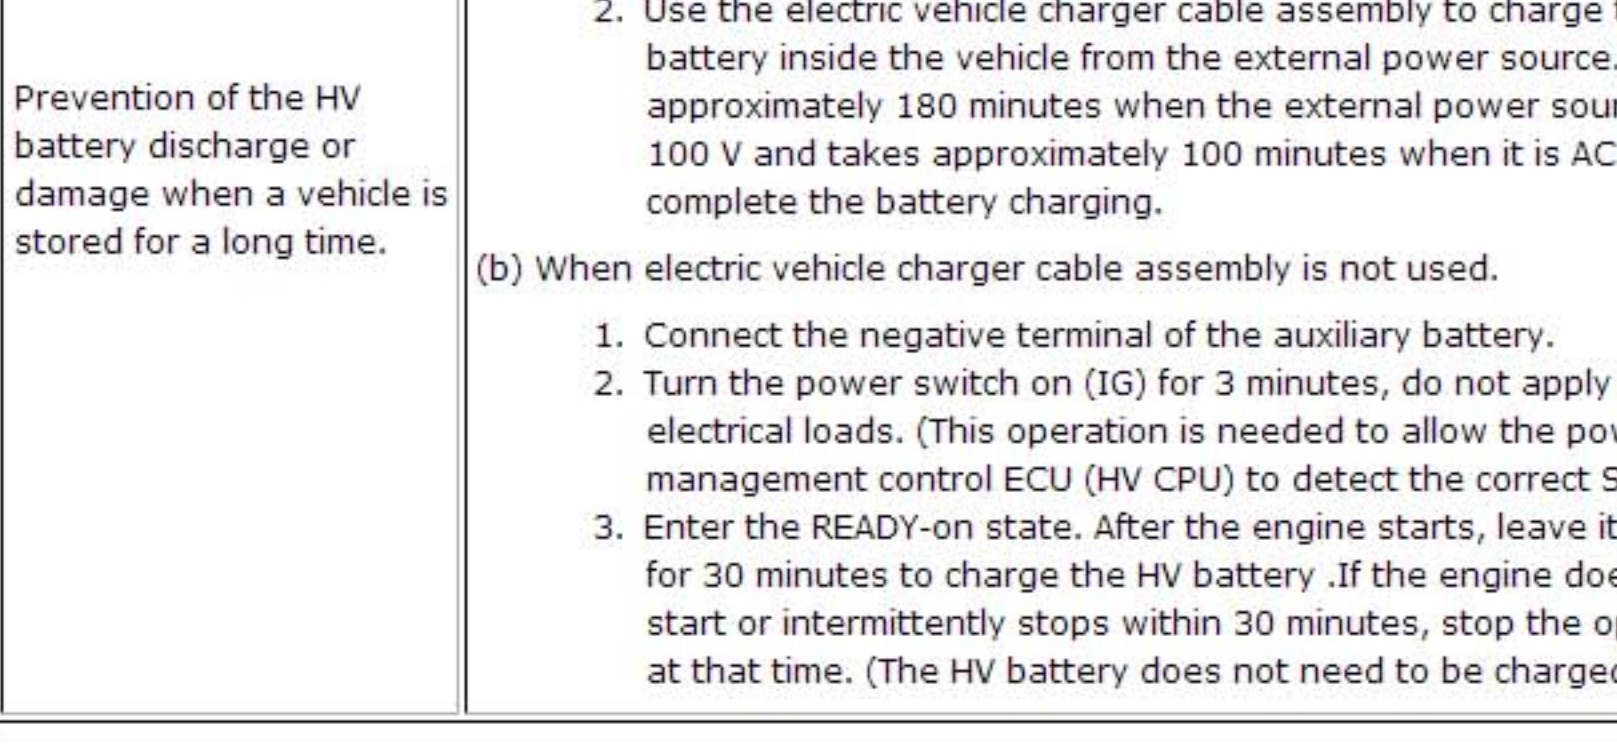 Prevention of the HV
battery discharge or
damage when a vehicle is
stored for a long time.
2. Use the electric vehicle charger cable assembly to charge
battery inside the vehicle from the external power source.
approximately 180 minutes when the external power
100 V and takes approximately 100 minutes when it is AC
complete the battery charging.
(b) When electric vehicle charger cable assembly is not used.
1. Connect the negative terminal of the auxiliary battery.
2. Turn the power switch on (IG) for 3 minutes, do not apply
electrical loads. (This operation is needed to allow the
management control ECU (HV CPU) to detect the correct
3. Enter the READY-on state. After the engine starts, leave it
for 30 minutes to charge the HV battery .If the engine
start or intermittently stops within 30 minutes, stop the
at that time. (The HV battery does not need to be charged